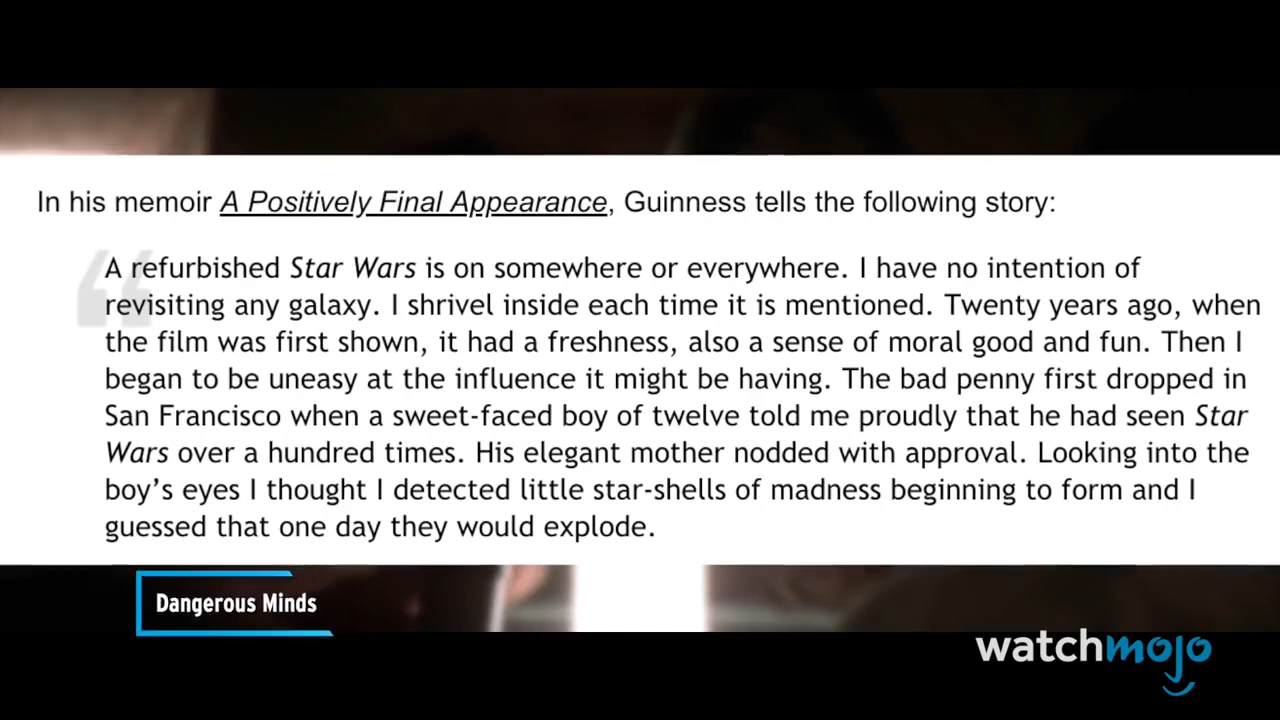 In his memoir A Positively Final Appearance, Guinness tells the following story:
“
A refurbished Star Wars is on somewhere or everywhere. I have no intention of
revisiting any galaxy. I shrivel inside each time it is mentioned. Twenty years ago, when
the film was first shown, it had a freshness, also a sense of moral good and fun. Then I
began to be uneasy at the influence it might be having. The bad penny first dropped in
San Francisco when a sweet-faced boy of twelve told me proudly that he had seen Star
Wars over a hundred times. His elegant mother nodded with approval. Looking into the
boy’s eyes I thought I detected little star-shells of madness beginning to form and I
guessed that one day they would explode.
Dangerous Minds
watchmojo